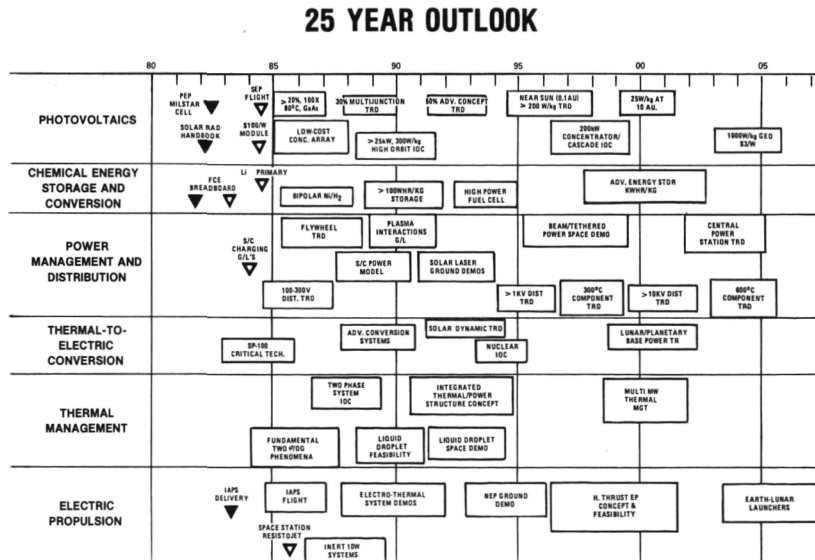 25 YEAR OUTLOOK
80 85 90 95 00 05
PHOTOVOLTAICS
PEP
MILSTAR
CELL
SEP
FLIGHT
> 20%, 100X
80°C, GaAs
30% MULTIJUNCTION
TRD
50% ADV. CONCEPT
TRD
NEAR SUN (0.1AU)
> 200 W/kg TRD
25W/kg AT
10 AU.
SOLAR RAD
HANDBOOK
$100/W
MODULE
LOW-COST
CONC. ARRAY
> 25kW, 300W/kg
HIGH ORBIT IOC
200kW
CONCENTRATOR/
CASCADE IOC
1000W/kg GEO
$3/W
CHEMICAL ENERGY
STORAGE AND
CONVERSION
FCE
BREADBOARD
Li PRIMARY
BIPOLAR Ni/H2
> 100WHR/KG
STORAGE
HIGH POWER
FUEL CELL
ADV. ENERGY STOR
KWHR/KG
POWER
MANAGEMENT AND
DISTRIBUTION
S/C
CHARGING
G/L'S
FLYWHEEL
TRD
PLASMA
INTERACTIONS
G/L
BEAM/TETHERED
POWER SPACE DEMO
CENTRAL
POWER
STATION TRD
S/C POWER
MODEL
SOLAR LASER
GROUND DEMOS
100-300V
DIST. TRD
> 1KV DIST
TRD
300°C
COMPONENT
TRD
> 10KV DIST
TRD
600°C
COMPONENT
TRD
THERMAL-TO-
ELECTRIC
CONVERSION
SP-100
CRITICAL TECH.
ADV. CONVERSION
SYSTEMS
SOLAR DYNAMIC TRD
NUCLEAR
IOC
LUNAR/PLANETARY
BASE POWER TR
THERMAL
MANAGEMENT
TWO PHASE
SYSTEM
IOC
INTEGRATED
THERMAL/POWER
STRUCTURE CONCEPT
MULTI MW
THERMAL
MGT
FUNDAMENTAL
TWO
PHENOMENA
LIQUID
DROPLET
FEASIBILITY
LIQUID DROPLET
SPACE DEMO
ELECTRIC
PROPULSION
IAPS
DELIVERY
IAPS
FLIGHT
ELECTRO-THERMAL
SYSTEM DEMOS
NEP GROUND
DEMO
H. THRUST EP
CONCEPT &
FEASIBILITY
EARTH-LUNAR
LAUNCHERS
SPACE STATION
RESISTOJET
INERT 10W
SYSTEMS